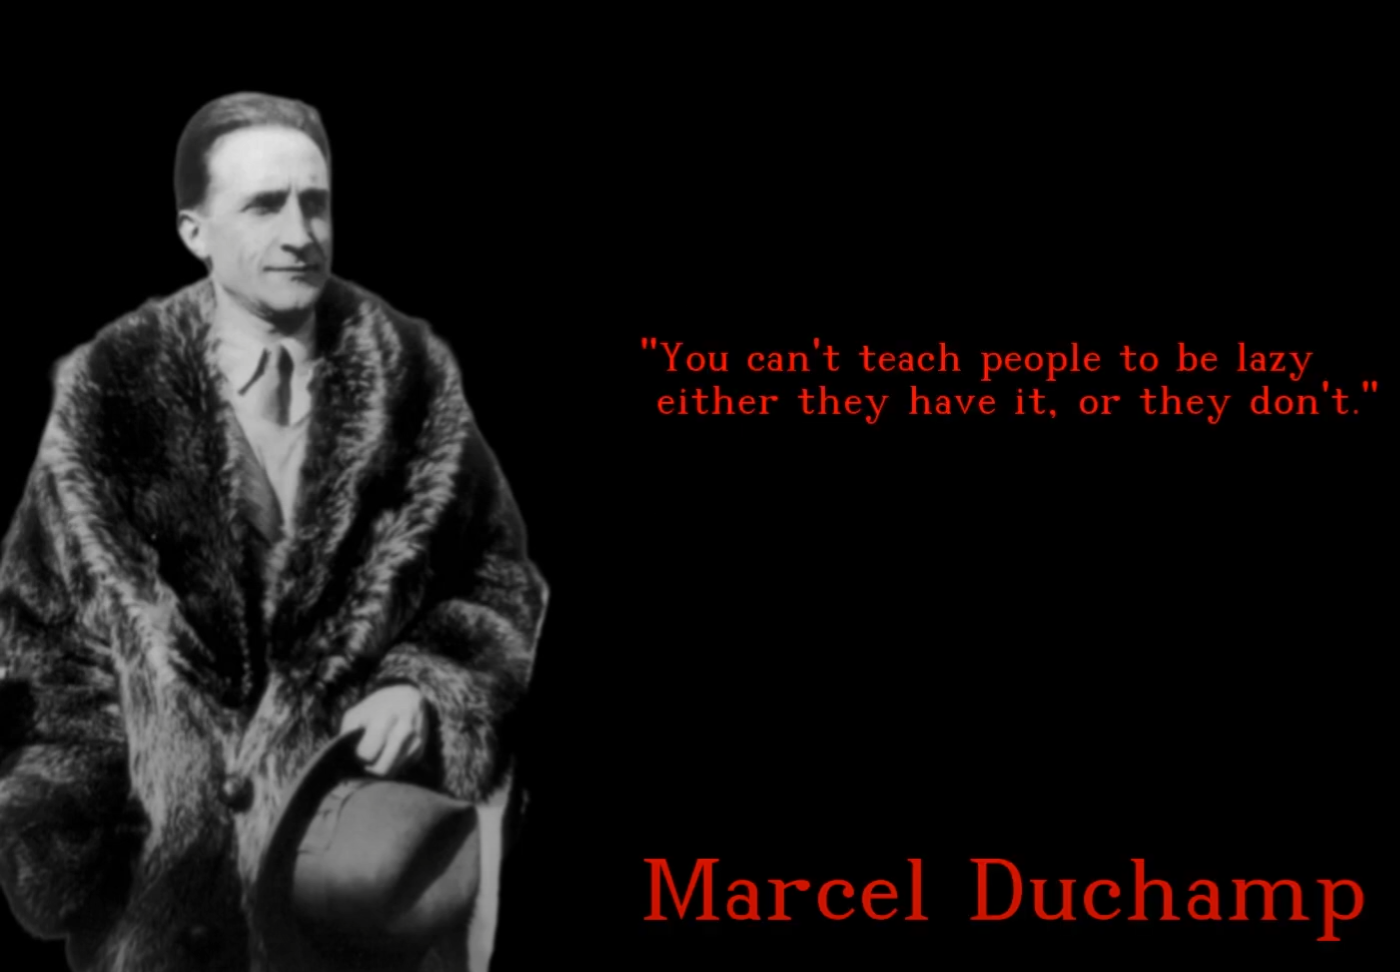 "You can't teach people to be lazy
either they have it, or they don't."
Marcel Duchamp